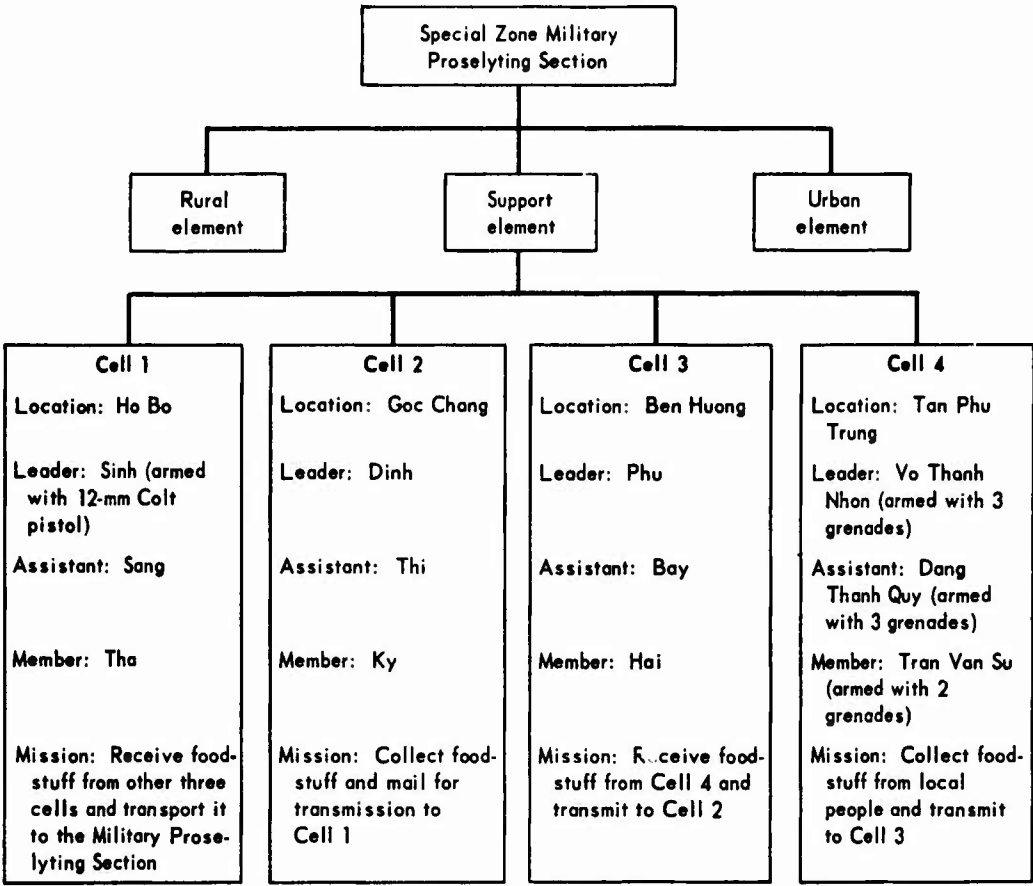 Special Zone Military
Proselyting Section
Rural
element
Support
element
Urban
element
Cell 1
Location: Ho Bo
Leader: Sinh (armed
with 12-mm Colt
pistol)
Assistant: Sang
Member: Tha
Mission: Receive food-
stuff from other three
cells and transport it
to the Military Prose-
lyting Section
Cell 2
Location: Goc Chang
Leader: Dinh
Assistant: Thi
Member: Ky
Mission: Collect food-
stuff and mail for
transmission to
Cell 1
Cell 3
Location: Ben Huong
Leader: Phu
Assistant: Bay
Member: Hai
Mission: Receive food-
stuff from Cell 4 and
transmit to Cell 2
Cell 4
Location: Tan Phu
Trung
Leader: Vo Thanh
Nhon (armed with 3
grenades)
Assistant: Dang
Thanh Quy (armed
with 3 grenades)
Member: Tran Van Su
(armed with 2
grenades)
Mission: Collect food-
stuff from local
people and transmit
to Cell 3